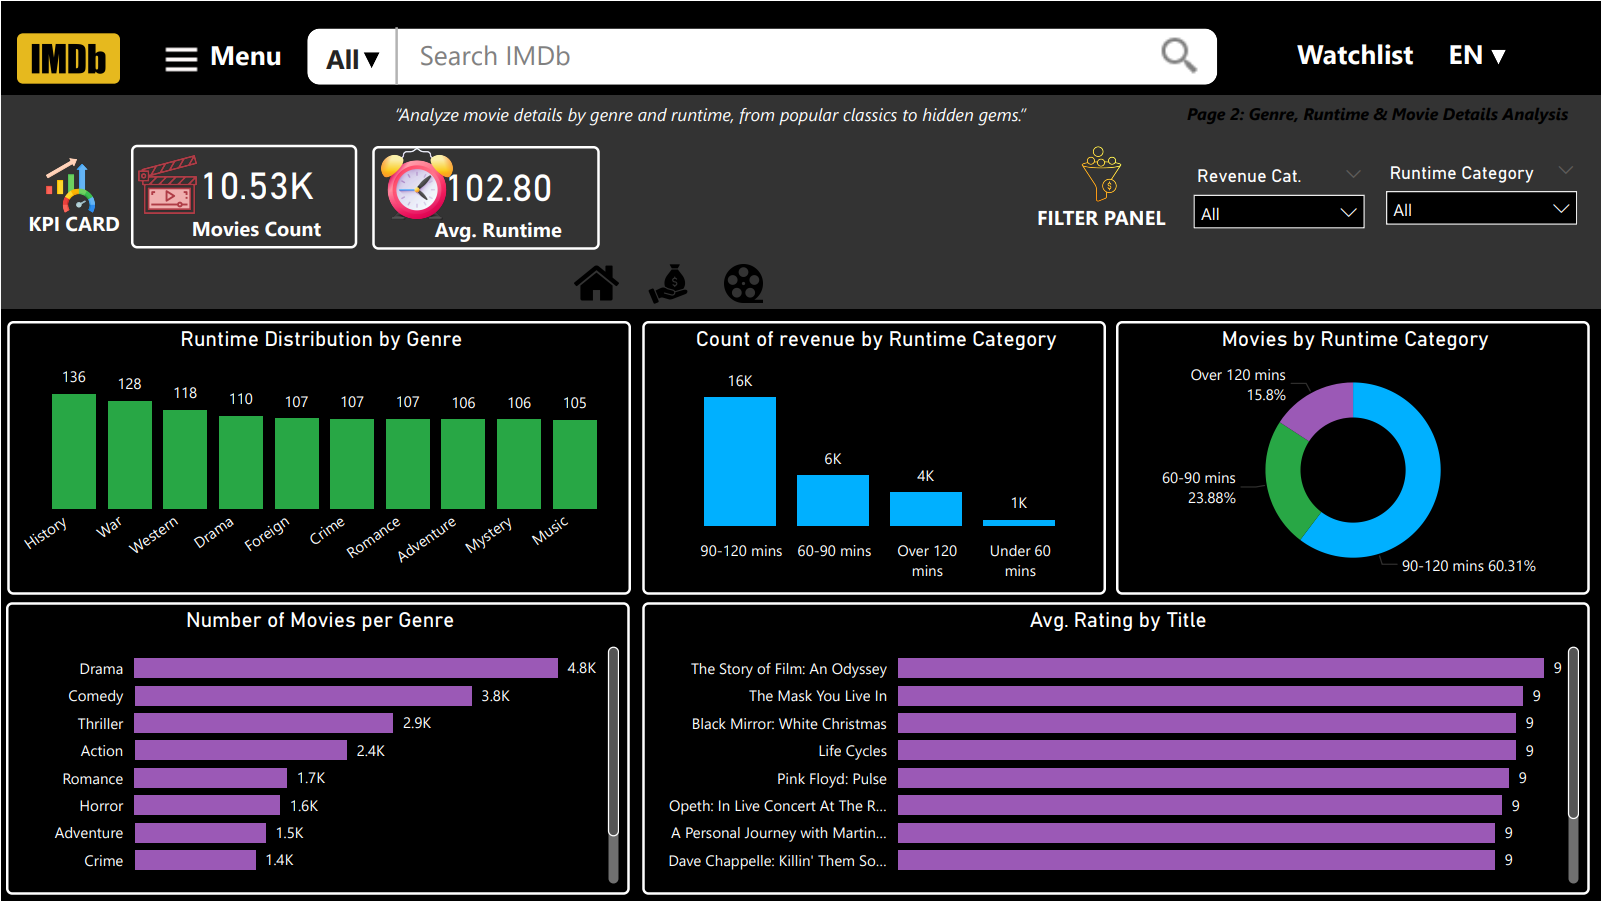 IMDb
Menu
All ▼
Search IMDb
Watchlist
EN ▼
“Analyze movie details by genre and runtime, from popular classics to hidden gems.”
Page 2: Genre, Runtime & Movie Details Analysis
KPI CARD
10.53K
Movies Count
102.80
Avg. Runtime
FILTER PANEL
Revenue Cat.
All
Runtime Category
All
Runtime Distribution by Genre
136
128
118
110
107
107
107
106
106
105
History
War
Western
Drama
Foreign
Crime
Romance
Adventure
Mystery
Music
Count of revenue by Runtime Category
16K
6K
4K
1K
90-120 mins
60-90 mins
Over 120
mins
Under 60
mins
Movies by Runtime Category
Over 120 mins
15.8%
60-90 mins
23.88%
90-120 mins 60.31%
Number of Movies per Genre
Drama 4.8K
Comedy 3.8K
Thriller 2.9K
Action 2.4K
Romance 1.7K
Horror 1.6K
Adventure 1.5K
Crime 1.4K
Avg. Rating by Title
The Story of Film: An Odyssey 9
The Mask You Live In 9
Black Mirror: White Christmas 9
Life Cycles 9
Pink Floyd: Pulse 9
Opeth: In Live Concert At The R... 9
A Personal Journey with Martin... 9
Dave Chappelle: Killin' Them So... 9